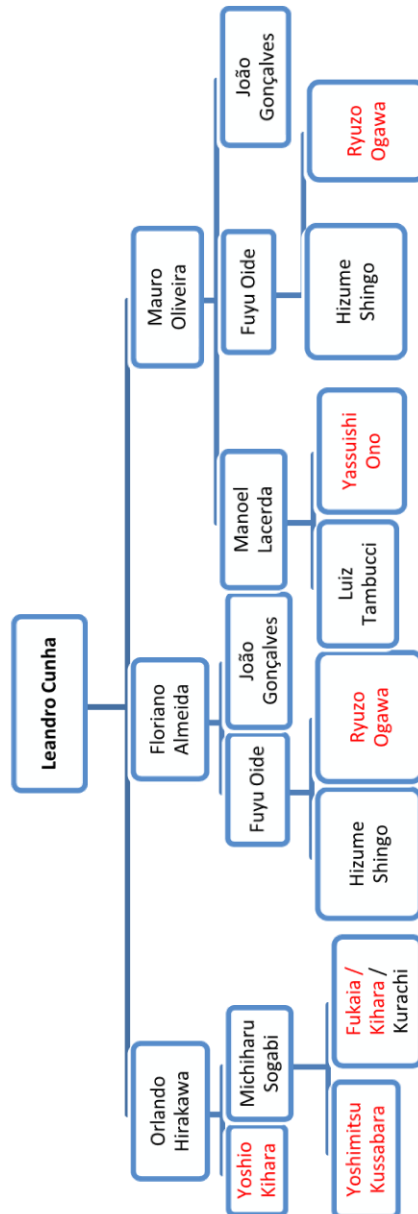 Leandro Cunha
Orlando
Hirakawa
Floriano
Almeida
Mauro
Oliveira
Yoshio
Kihara
Michiharu
Sogabi
Fuyu Oide
João
Gonçalves
Manoel
Lacerda
Fuyu Oide
João
Gonçalves
Yoshimitsu
Kussabara
Fukaia /
Kihara /
Kurachi
Hizume
Shingo
Ryuzo
Ogawa
Luiz
Tambucci
Yassuishi
Ono
Hizume
Shingo
Ryuzo
Ogawa